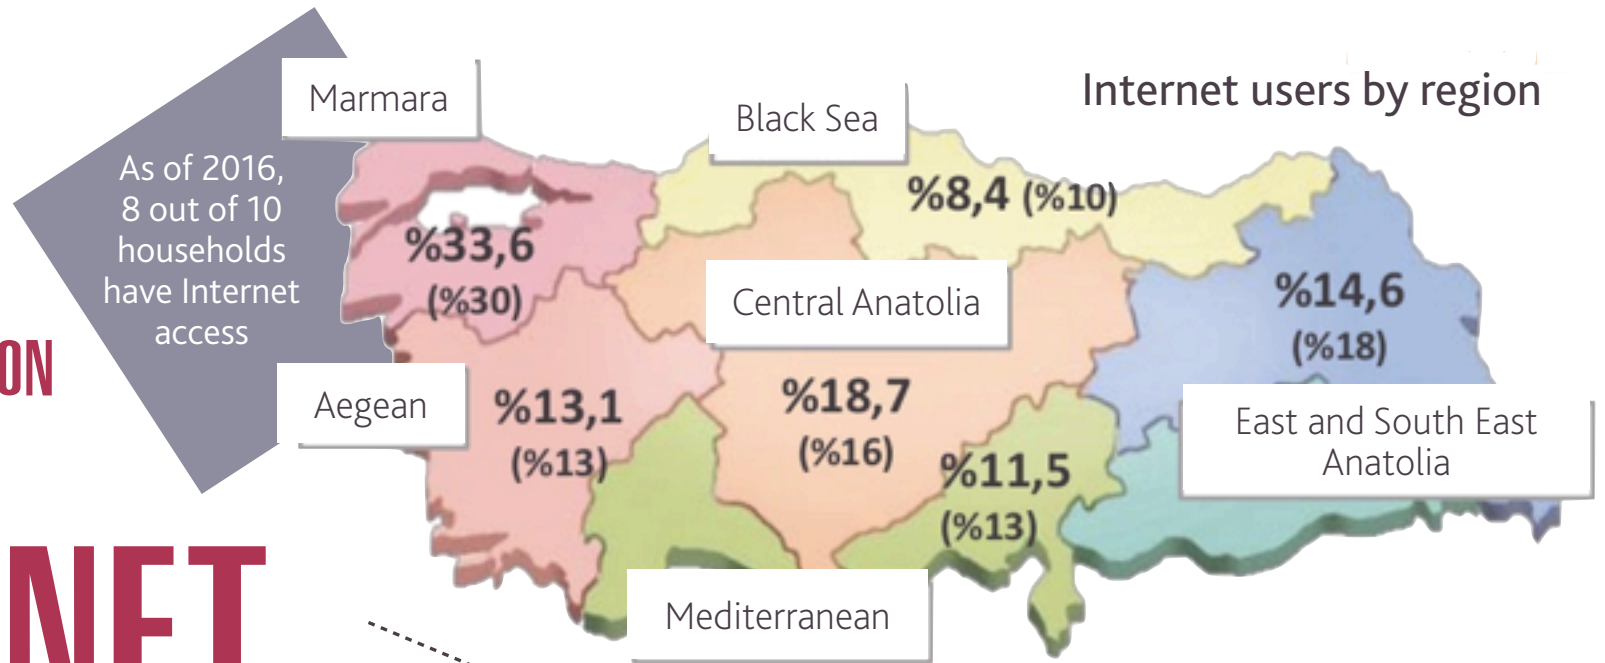 Internet users by region
Marmara
Black Sea
As of 2016,
8 out of 10
households
have Internet
access
%33,6
(%30)
%8,4 (%10)
Central Anatolia
%14,6
(%18)
ON
Aegean
%13,1
(%13)
%18,7
(%16)
%11,5
(%13)
East and South East
Anatolia
Mediterranean